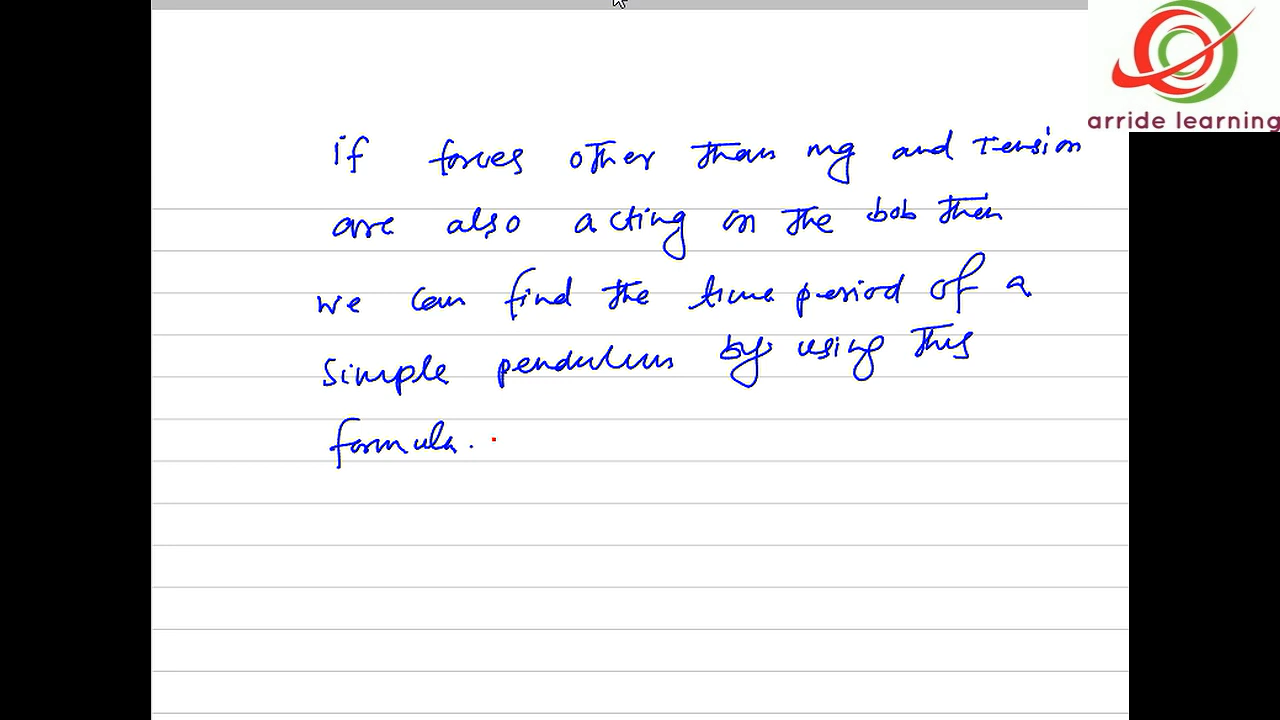 arride learning
if forces other than mg and Tension
are also acting on the bob then
we can find the time period of a
simple pendulum by using this
formula.